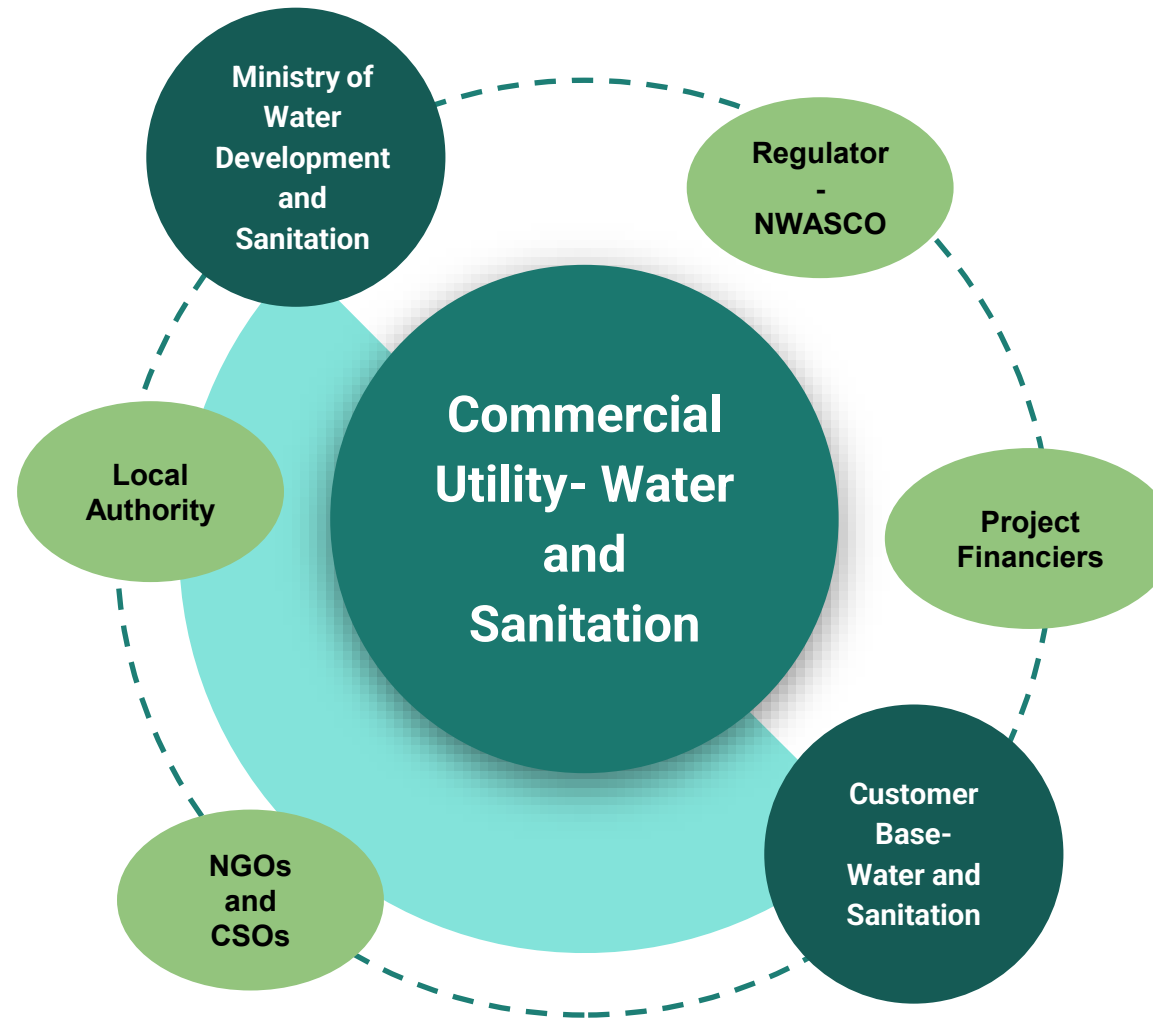 Ministry of
Water
Development
and
Sanitation
Regulator
-
NWASCO
Commercial
Utility- Water
and
Sanitation
Local
Authority
Project
Financiers
NGOs
and
CSOs
Customer
Base-
Water and
Sanitation